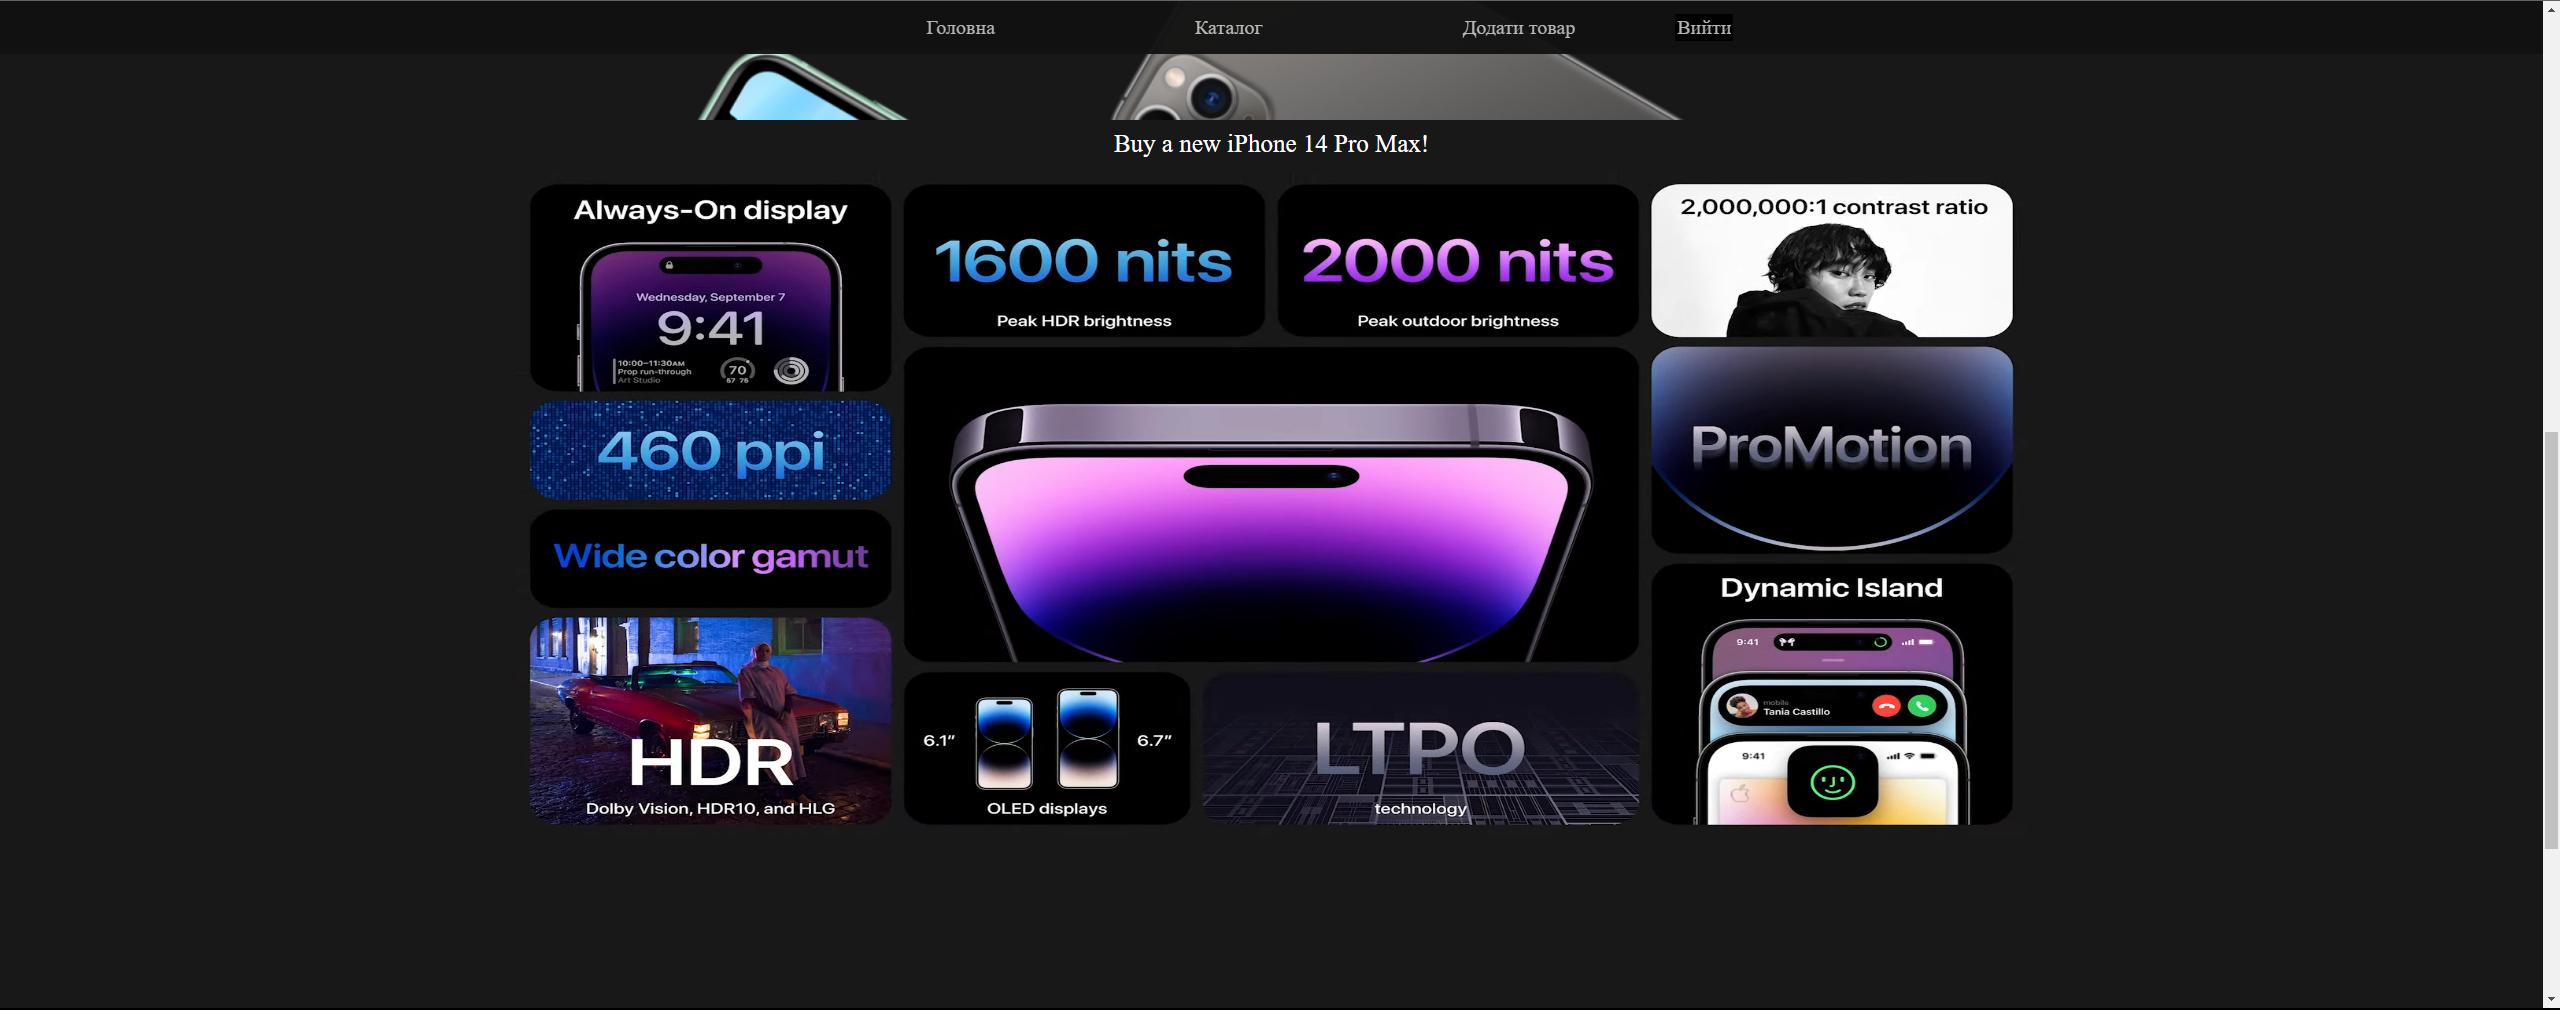 Головна
Каталог
Додати товар
Вийти
Buy a new iPhone 14 Pro Max!
Always-On display
Wednesday, September 7
9:41
10:00–11:30AM
Prop run-through
Art Studio
70
57 75
460 ppi
Wide color gamut
HDR
Dolby Vision, HDR10, and HLG
1600 nits
Peak HDR brightness
2000 nits
Peak outdoor brightness
6.1″
6.7″
OLED displays
LTPO
technology
2,000,000:1 contrast ratio
ProMotion
Dynamic Island
9:41
mobile
Tania Castillo
9:41